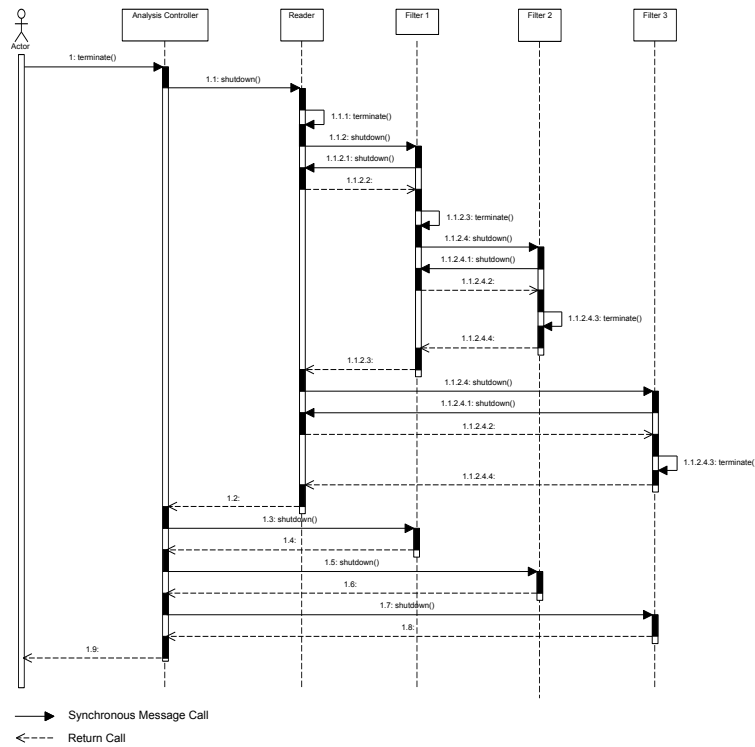 Analysis Controller
Reader
Filter 1
Filter 2
Filter 3
Actor
1: terminate()
1.1: shutdown()
1.1.1: terminate()
1.1.2: shutdown()
1.1.2.1: shutdown()
1.1.2.2:
1.1.2.3: terminate()
1.1.2.4: shutdown()
1.1.2.4.1: shutdown()
1.1.2.4.2:
1.1.2.4.3: terminate()
1.1.2.4.4:
1.1.2.3:
1.1.2.4: shutdown()
1.1.2.4.1: shutdown()
1.1.2.4.2:
1.1.2.4.3: terminate(
1.1.2.4.4:
1.2:
1.3: shutdown()
1.4:
1.5: shutdown()
1.6:
1.7: shutdown()
1.8:
1.9:
Synchronous Message Call
Return Call